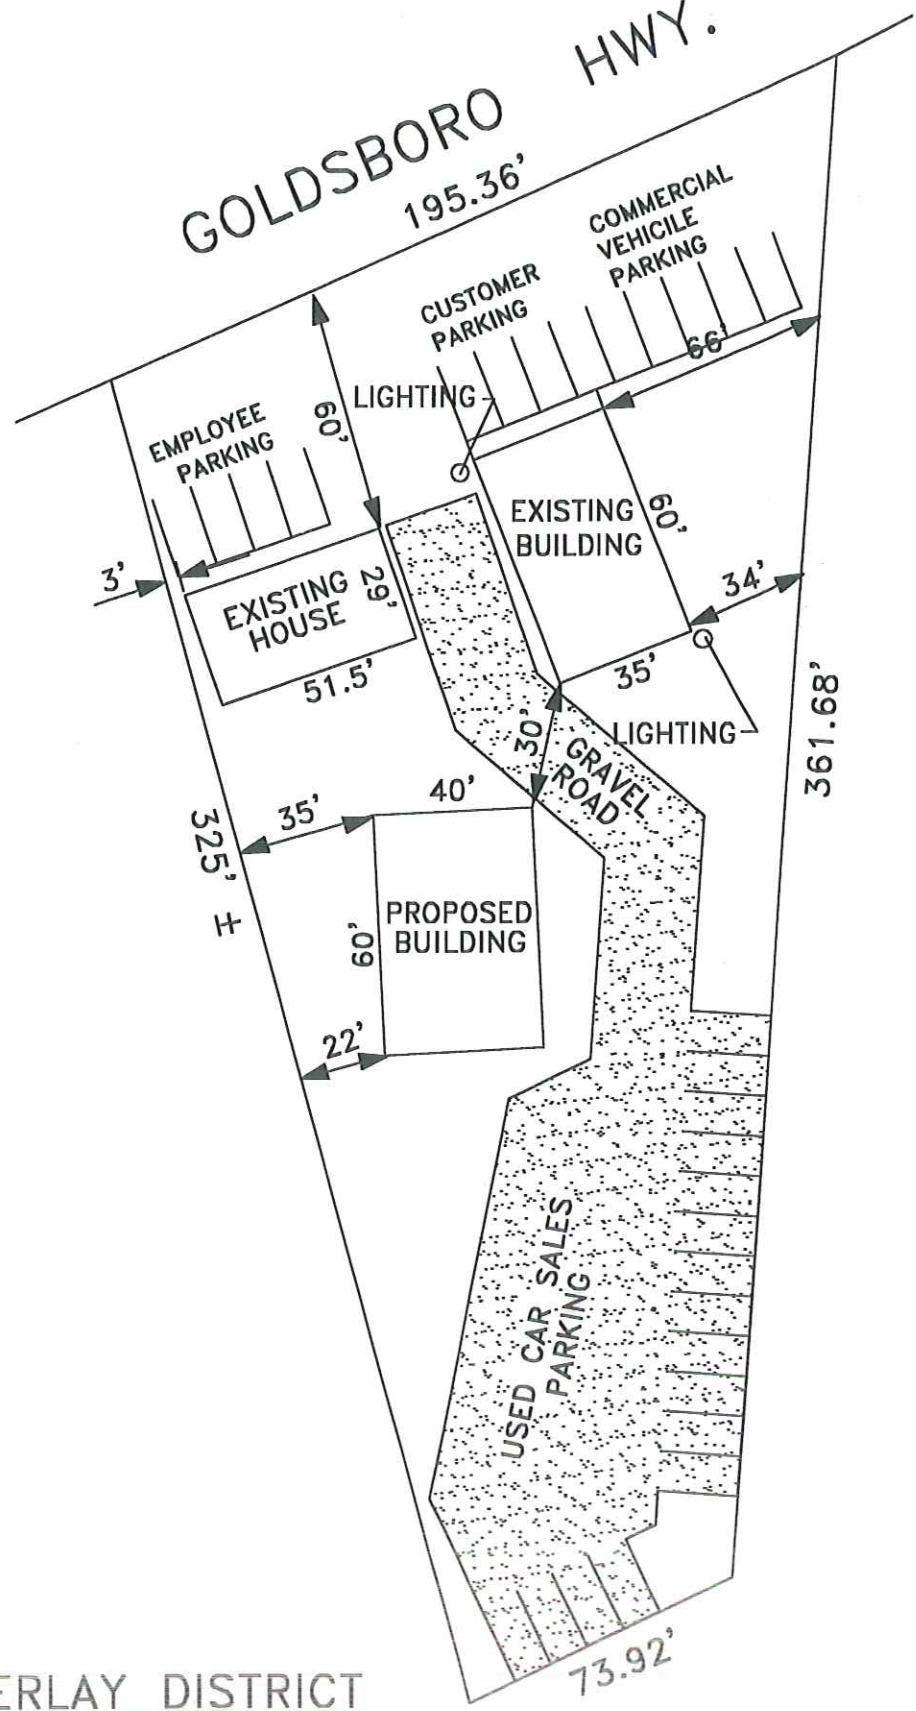 GOLDSBORO HWY.
195.36'
COMMERCIAL
VEHICILE
PARKING
CUSTOMER
PARKING
66'
LIGHTING
60'
EMPLOYEE
PARKING
EXISTING
BUILDING
60'
3'
EXISTING
HOUSE
29'
34'
51.5'
35'
LIGHTING
361.68'
30'
GRAVEL
ROAD
40'
35'
325' ±
PROPOSED
BUILDING
60'
22'
USED CAR SALES
PARKING
73.92'
ERLAY DISTRICT